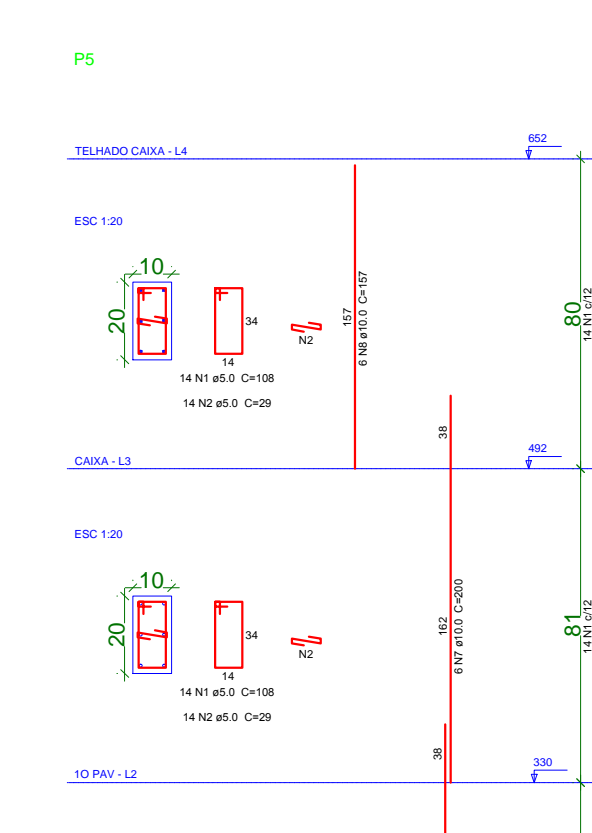 P5
652
TELHADO CAIXA - L4
ESC 1:20
10
20
34
14
N2
14 N1 ø5.0 C=108
14 N2 ø5.0 C=29
157
6 N8 ø10.0 C=157
80
14 N1 c/12
38
492
CAIXA - L3
ESC 1:20
10
20
34
14
N2
14 N1 ø5.0 C=108
14 N2 ø5.0 C=29
162
6 N7 ø10.0 C=200
81
14 N1 c/12
38
330
1O PAV - L2